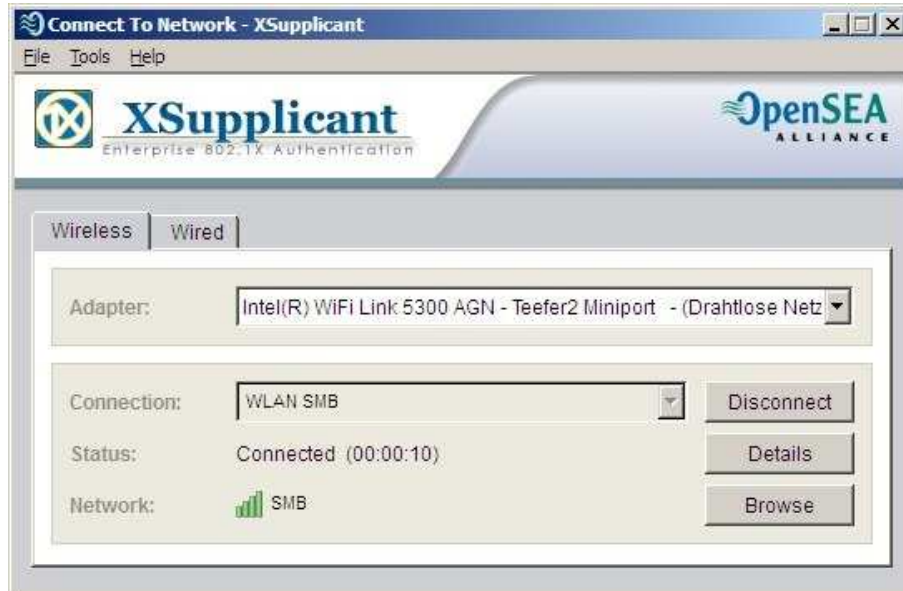 Connect To Network - XSupplicant
File Tools Help
1X XSupplicant
Enterprise 802.1X Authentication
OpenSEA
ALLIANCE
Wireless Wired
Adapter: Intel(R) WiFi Link 5300 AGN - Teefer2 Miniport - (Drahtlose Netz
Connection: WLAN SMB Disconnect
Status: Connected (00:00:10) Details
Network: SMB Browse